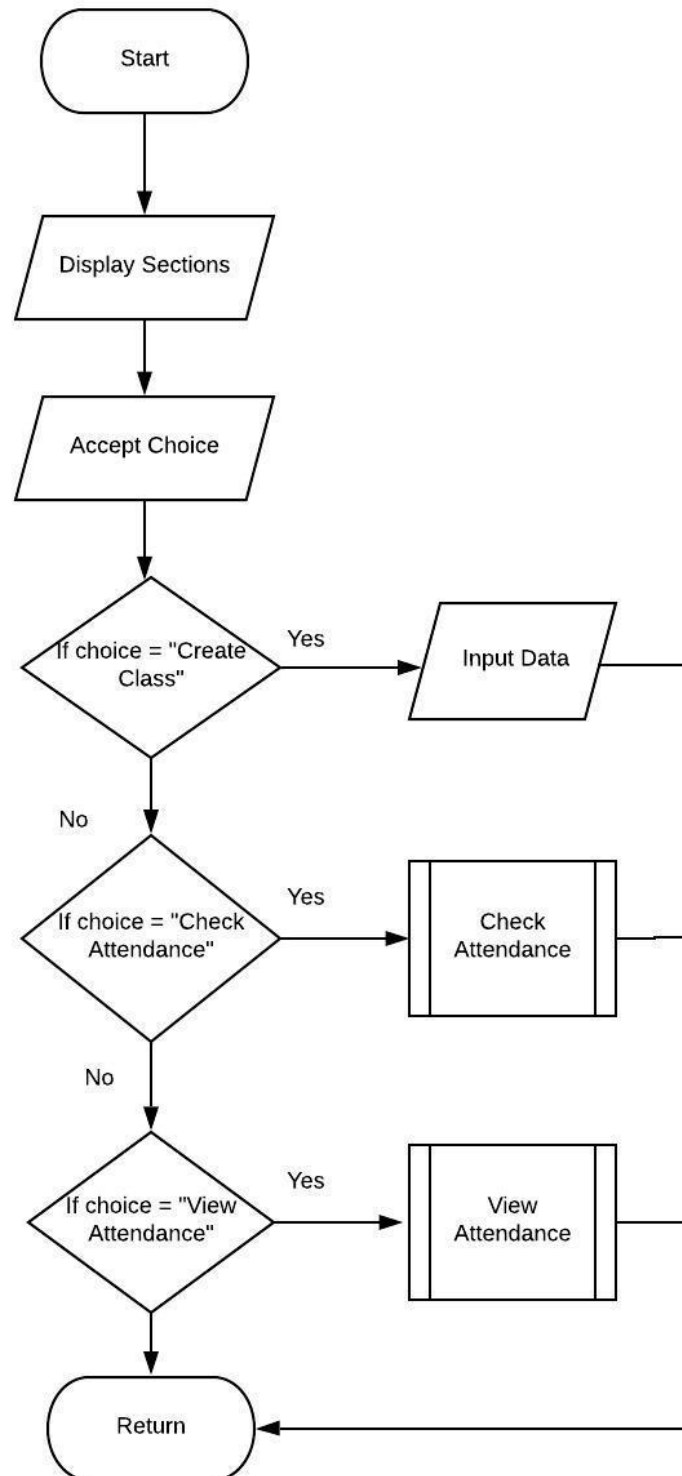 Start
Display Sections
Accept Choice
If choice = "Create
Class"
Yes
Input Data
No
If choice = "Check
Attendance"
Yes
Check
Attendance
No
If choice = "View
Attendance"
Yes
View
Attendance
Return